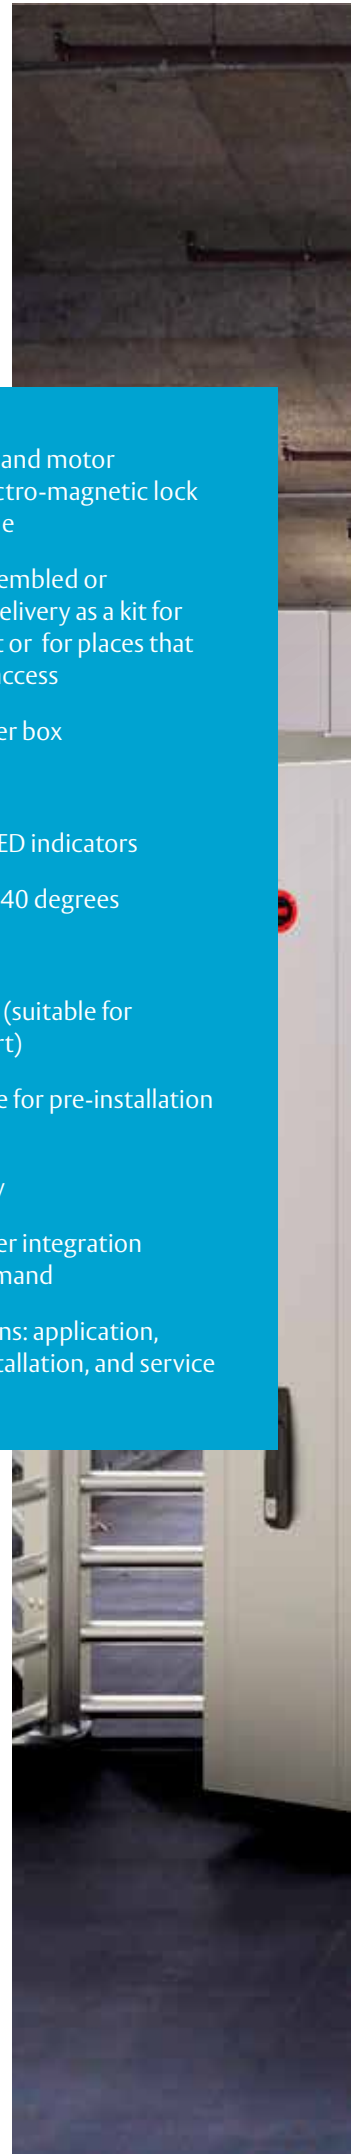 and motor
ctro-magnetic lock
e
embled or
elivery as a kit for
t or for places that
access
er box
ED indicators
40 degrees
(suitable for
rt)
e for pre-installation
y
er integration
mand
ns: application,
tallation, and service